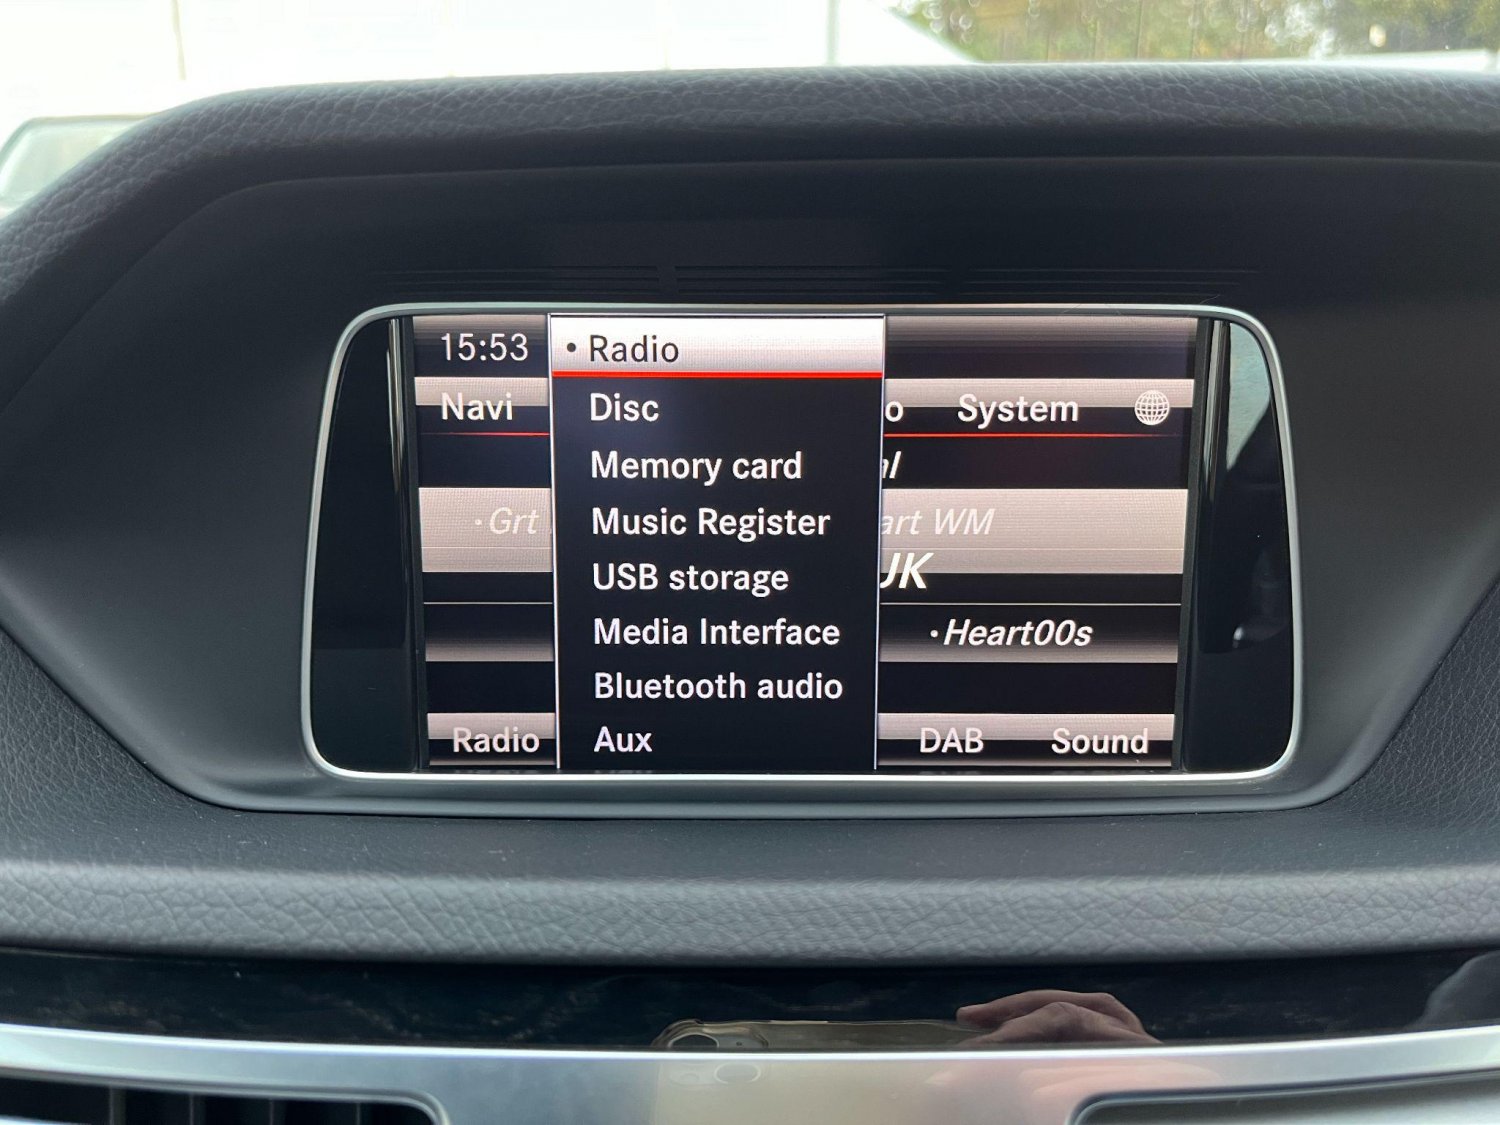 15:53
• Radio
Navi
Disc
o
System
Memory card
al
• Grt
Music Register
art WM
USB storage
UK
Media Interface
• Heart00s
Bluetooth audio
Radio
Aux
DAB
Sound